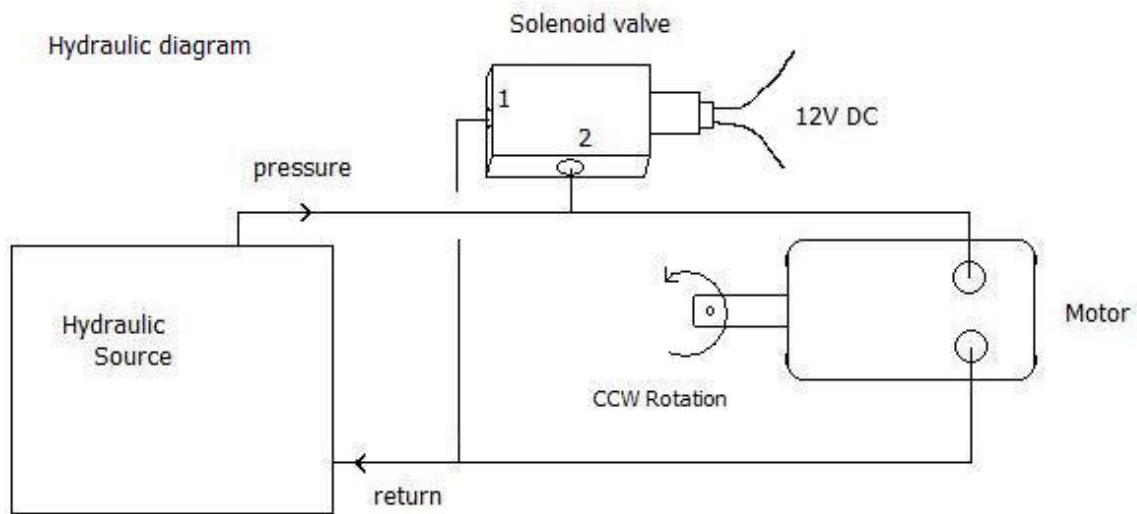 Hydraulic diagram
Solenoid valve
1
2
12V DC
pressure
Hydraulic
Source
Motor
CCW Rotation
return